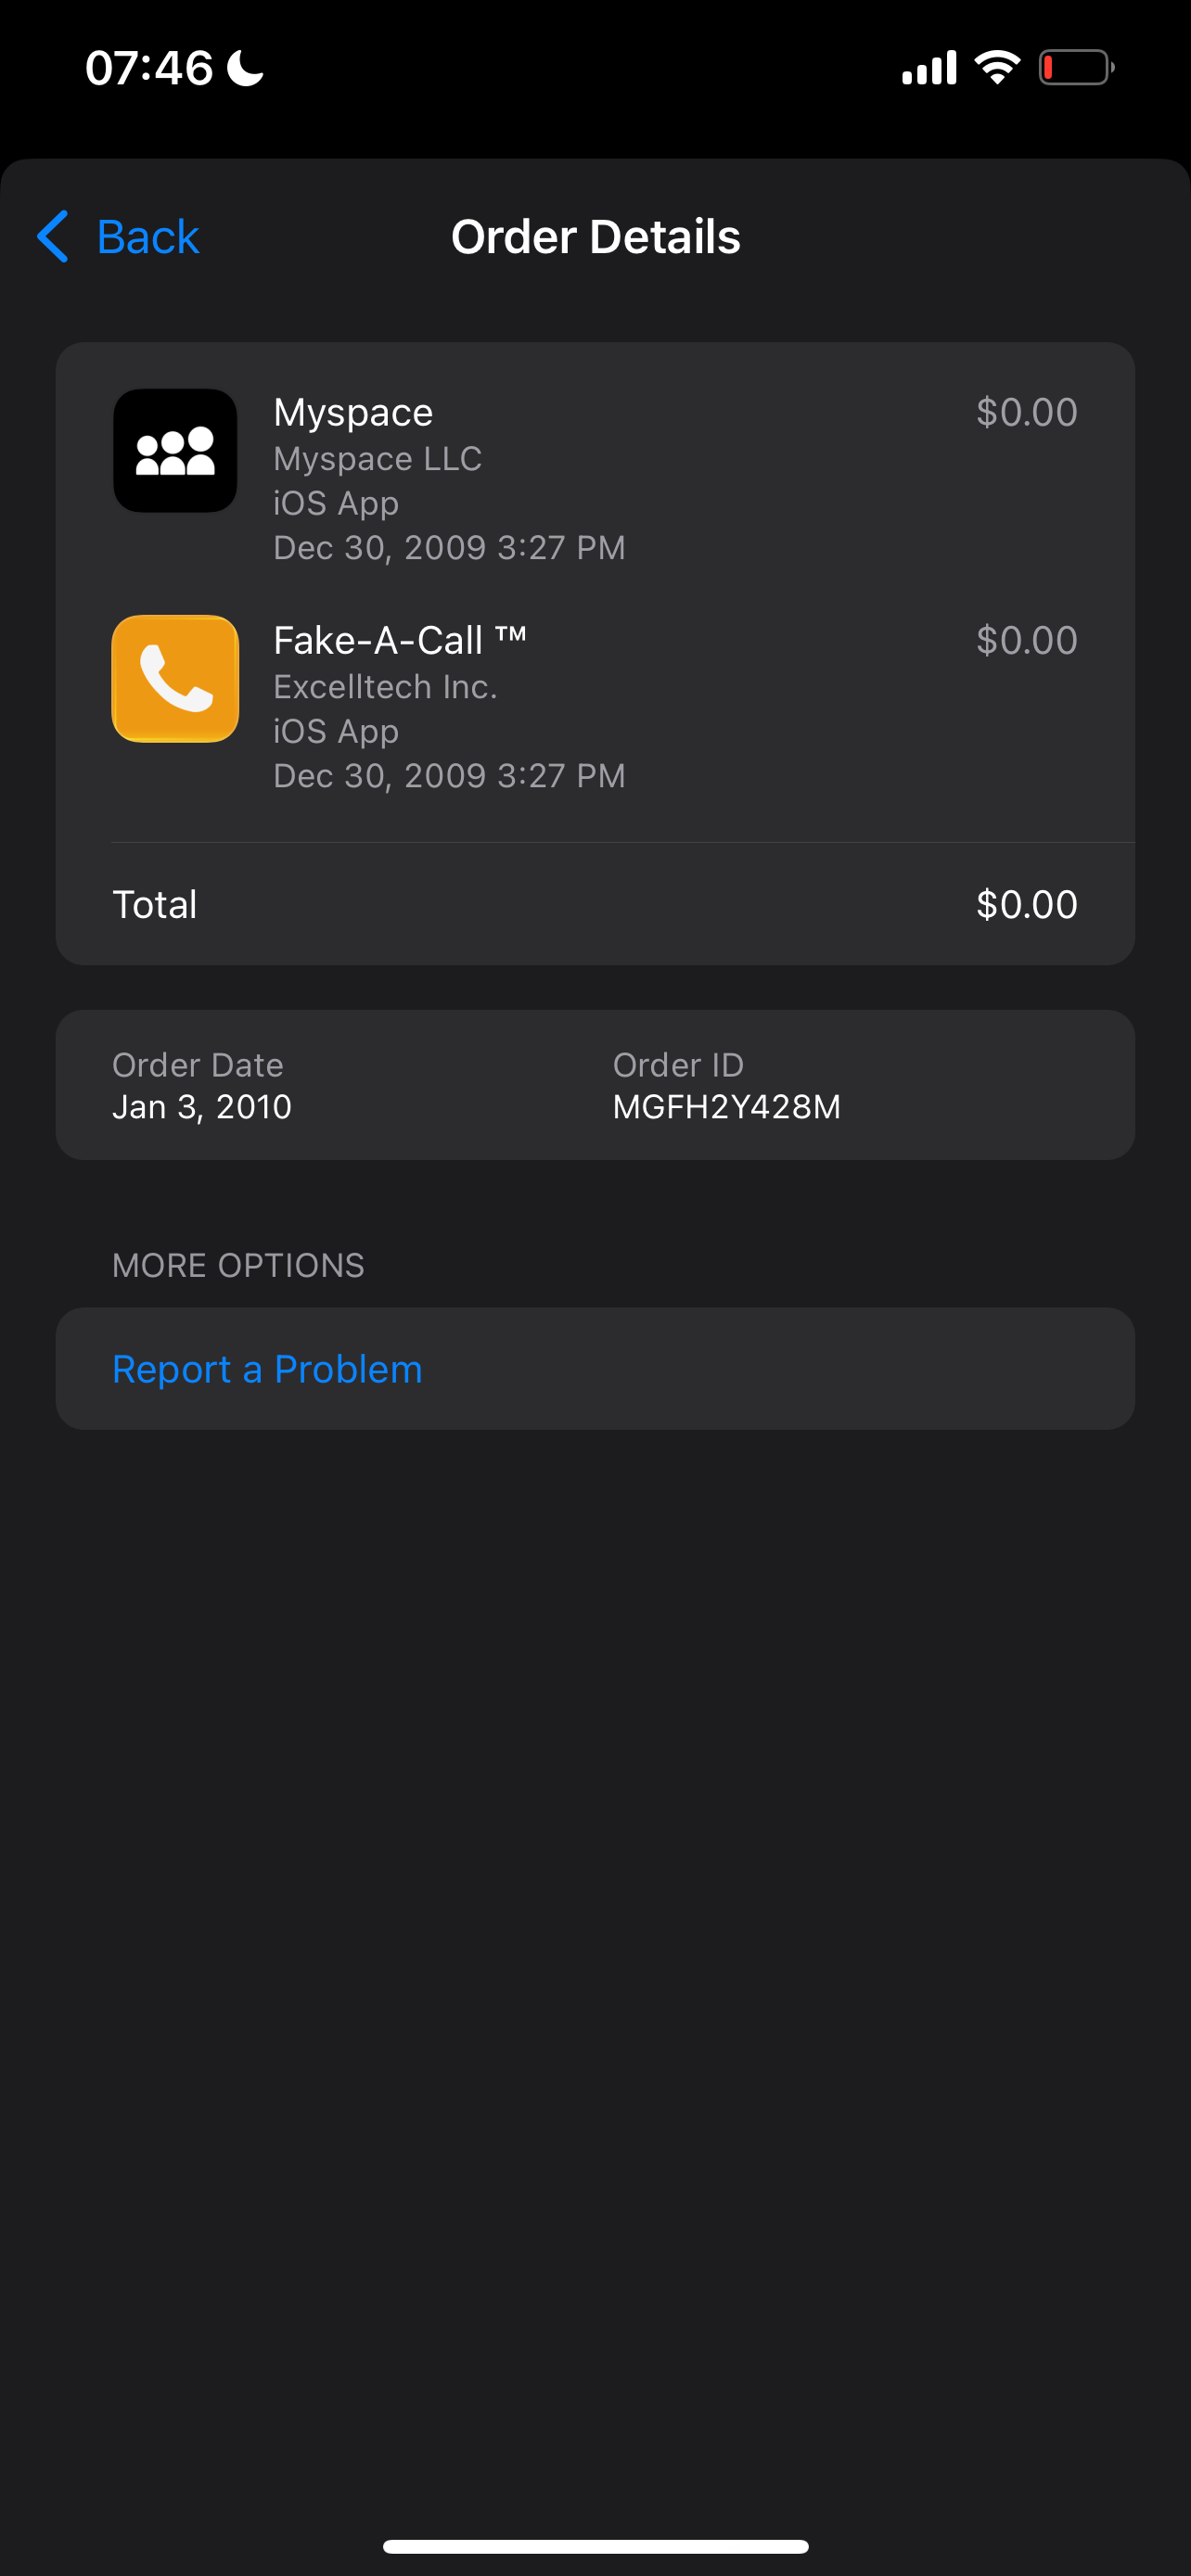 07:46
Back
Order Details
Myspace
$0.00
Myspace LLC
iOS App
Dec 30, 2009 3:27 PM
Fake-A-Call ™
$0.00
Excelltech Inc.
iOS App
Dec 30, 2009 3:27 PM
Total
$0.00
Order Date
Jan 3, 2010
Order ID
MGFH2Y428M
MORE OPTIONS
Report a Problem